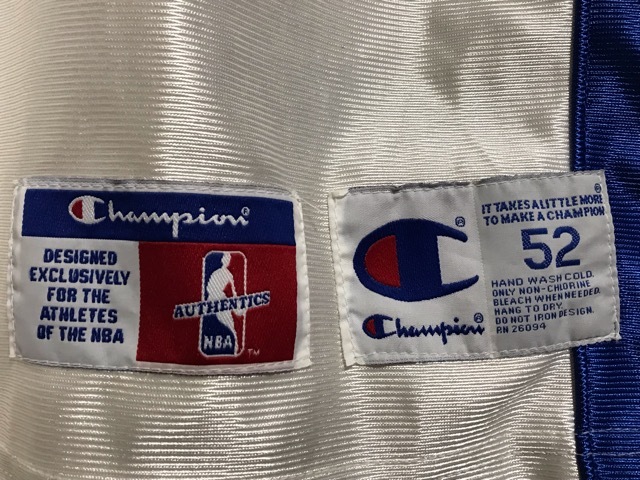 Champion®
DESIGNED
EXCLUSIVELY
FOR THE
ATHLETES
OF THE NBA
AUTHENTICS
NBA
™
®
Champion®
IT TAKES A LITTLE MORE®
TO MAKE A CHAMPION
52
HAND WASH COLD.
ONLY NON-CHLORINE
BLEACH WHEN NEEDED.
HANG TO DRY.
DO NOT IRON DESIGN.
RN 26094